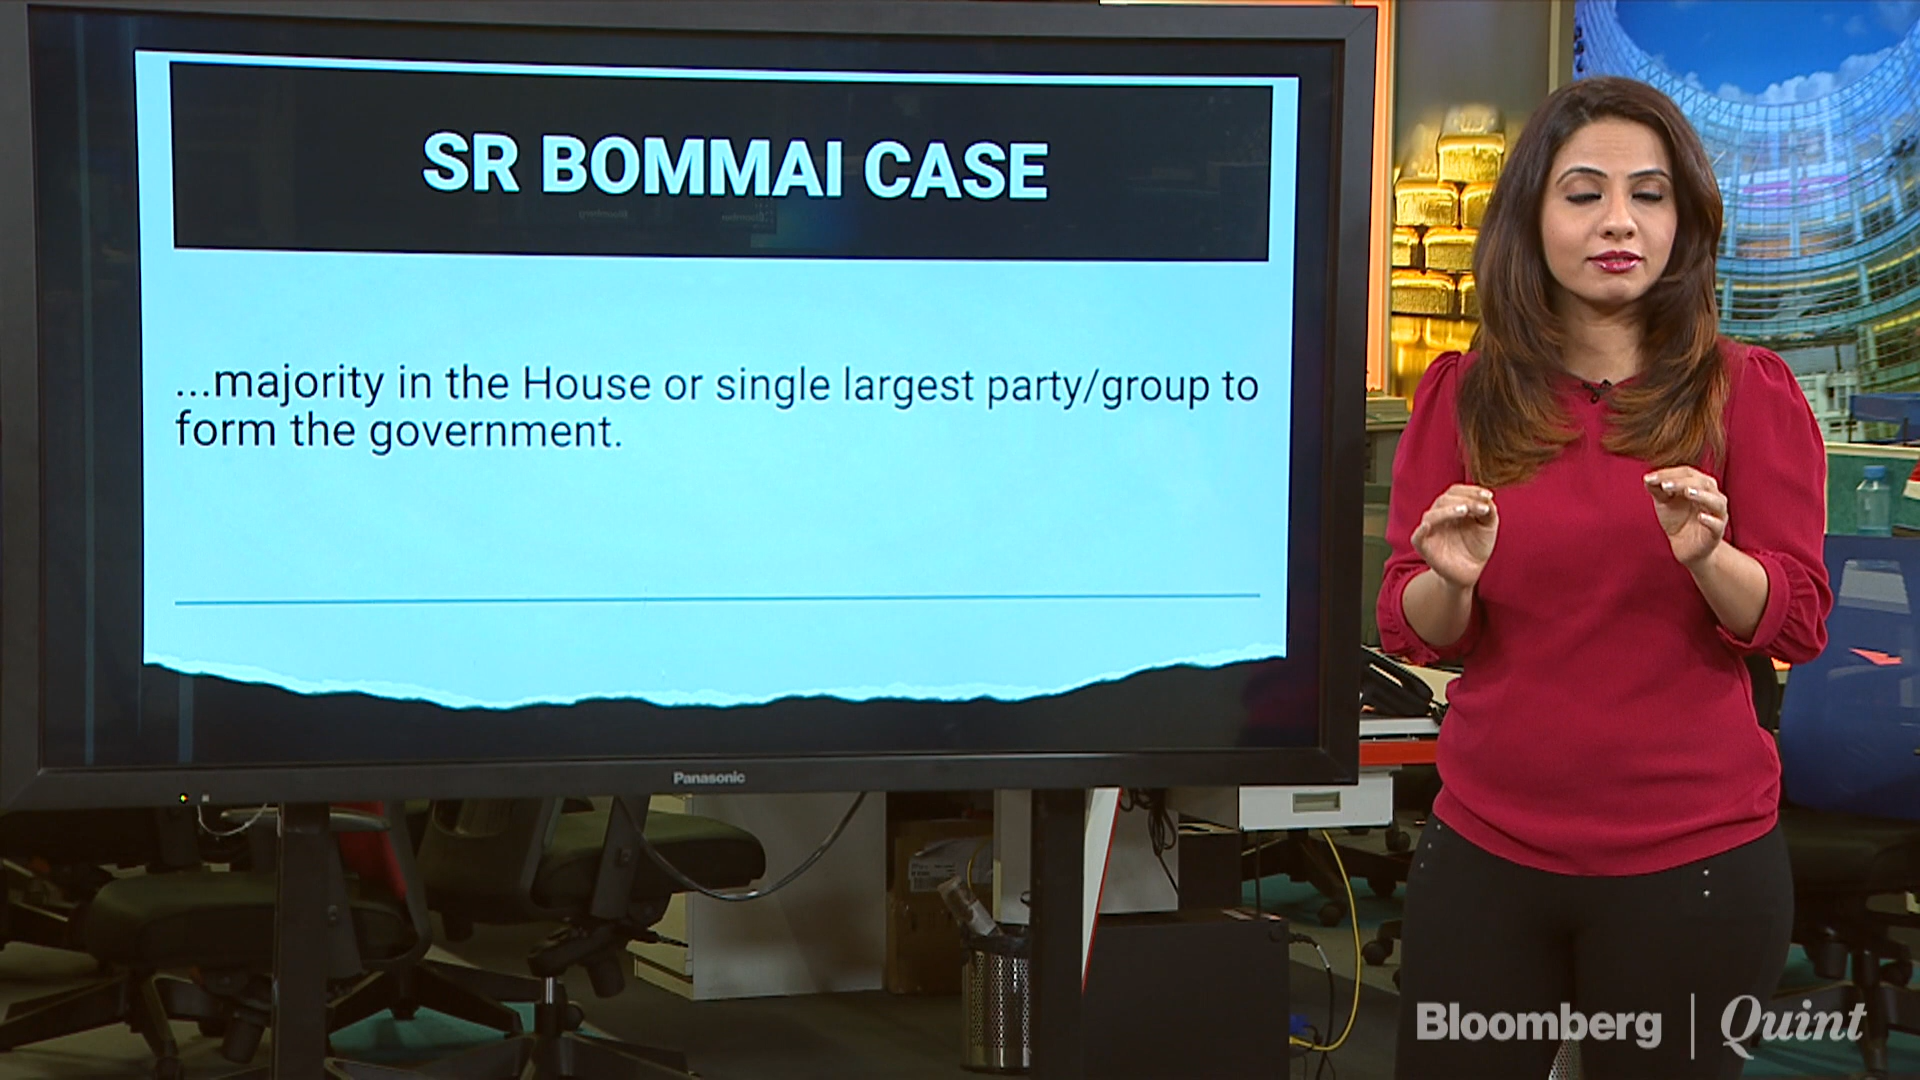 SR BOMMAI CASE
...majority in the House or single largest party/group to
form the government.
Panasonic
Bloomberg | Quint